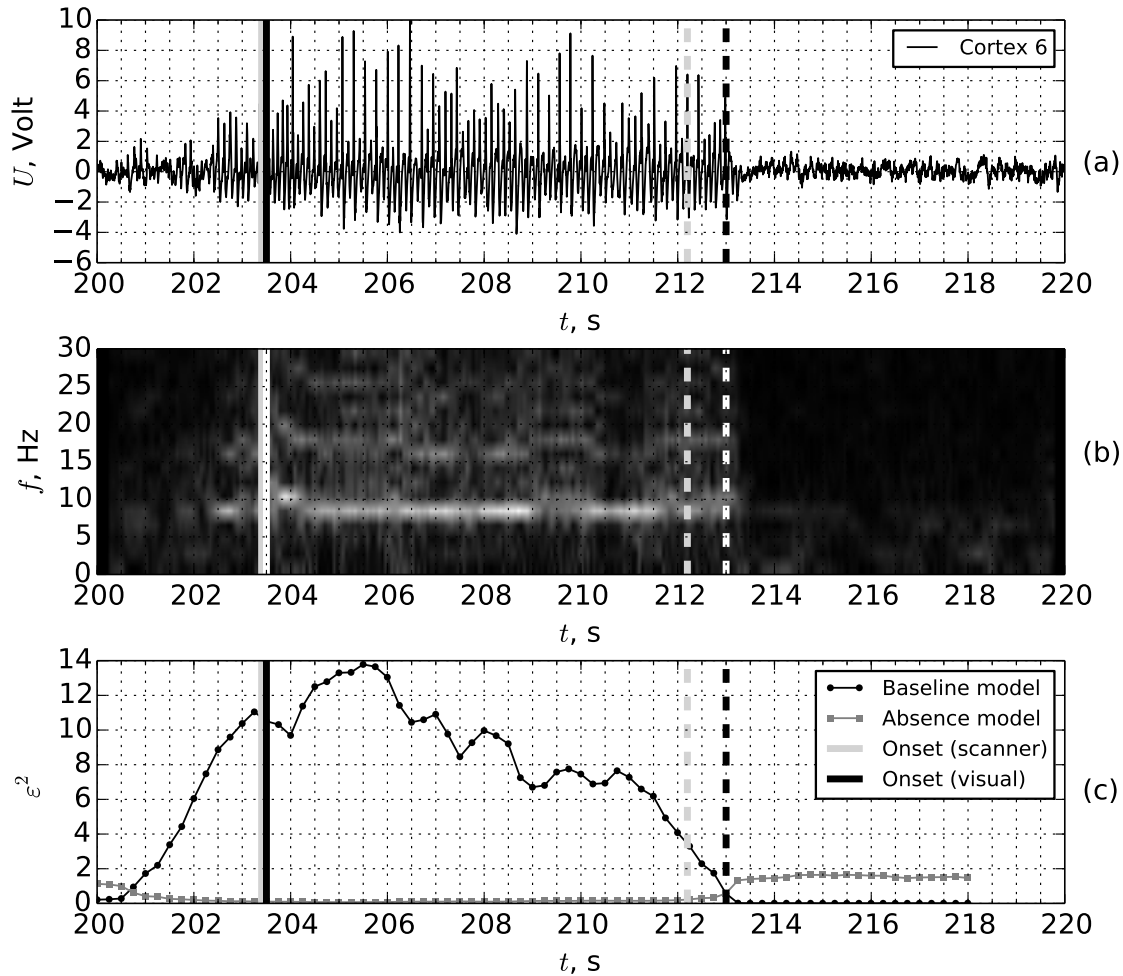 10
8
6
4
2
0
−2
−4
−6
U, Volt
Cortex 6
(a)
200 202 204 206 208 210 212 214 216 218 220
t, s
30
25
20
15
10
5
0
f, Hz
(b)
200 202 204 206 208 210 212 214 216 218 220
t, s
14
12
10
8
6
4
2
0
ε²
Baseline model
Absence model
Onset (scanner)
Onset (visual)
(c)
200 202 204 206 208 210 212 214 216 218 220
t, s